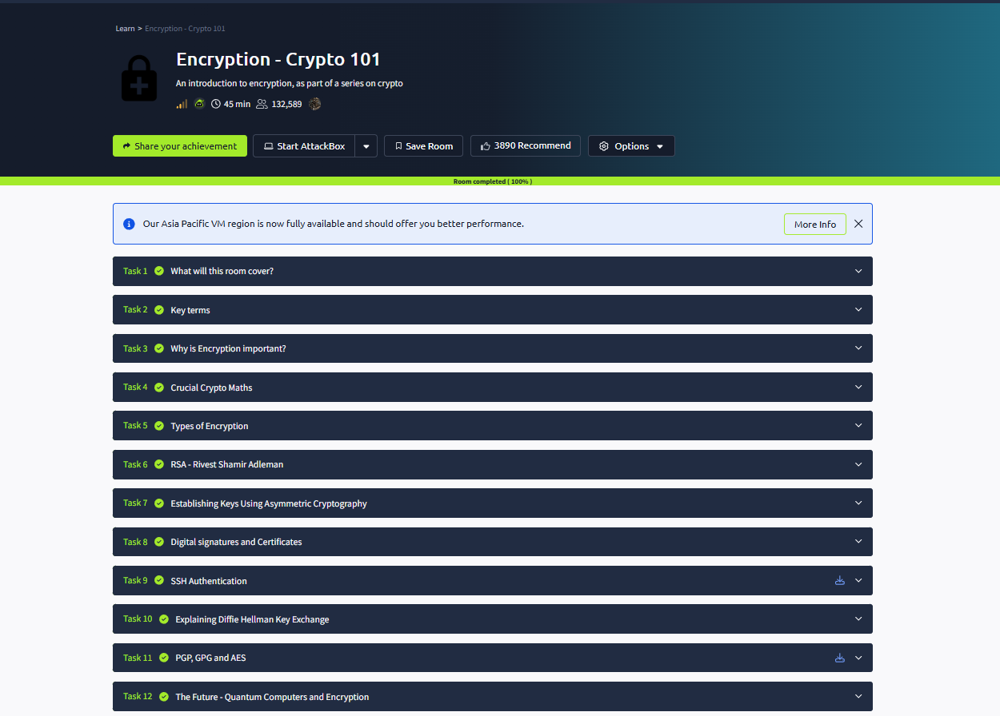 Learn > Encryption - Crypto 101
Encryption - Crypto 101
An introduction to encryption, as part of a series on crypto
45 min 132,589
Share your achievement Start AttackBox Save Room 3890 Recommend Options
Room completed ( 100% )
Our Asia Pacific VM region is now fully available and should offer you better performance. More Info
Task 1 What will this room cover?
Task 2 Key terms
Task 3 Why is Encryption important?
Task 4 Crucial Crypto Maths
Task 5 Types of Encryption
Task 6 RSA - Rivest Shamir Adleman
Task 7 Establishing Keys Using Asymmetric Cryptography
Task 8 Digital signatures and Certificates
Task 9 SSH Authentication
Task 10 Explaining Diffie Hellman Key Exchange
Task 11 PGP, GPG and AES
Task 12 The Future - Quantum Computers and Encryption